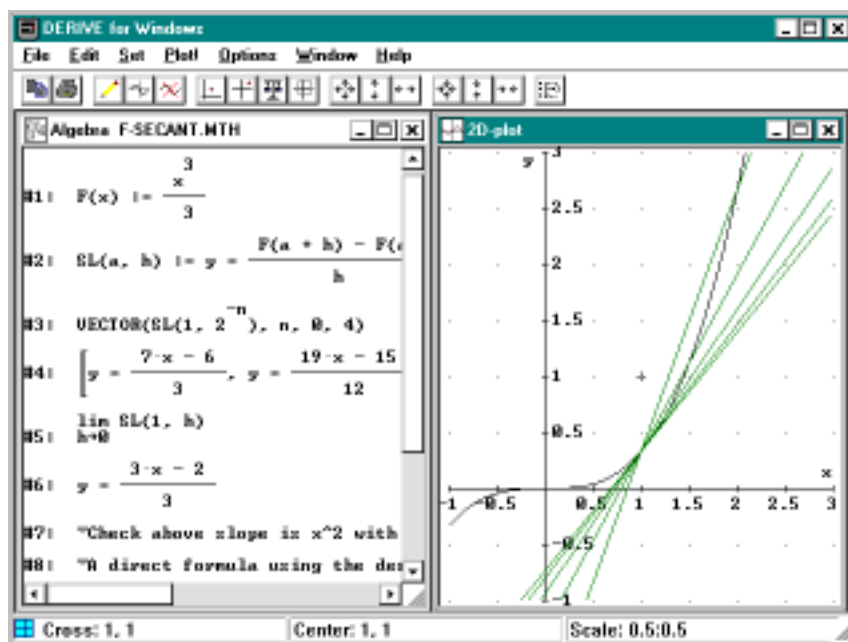 DERIVE for Windows
File Edit Set Plot! Options Window Help
Algebra F-SECANT.MTH
3
x
#1: F(x) :=
3
F(a + h) - F(
#2: SL(a, h) := y =
h
-n
#3: VECTOR(SL(1, 2 ), n, 0, 4)
7·x - 6 19·x - 15
#4: [y = , y =
3 12
lim SL(1, h)
#5: h→0
3·x - 2
#6: y =
3
#7: "Check above slope is x^2 with
#8: "A direct formula using the de
2D-plot
y 3
2.5
2
1.5
1
0.5
x
-1 -0.5 0.5 1 1.5 2 2.5 3
-0.5
-1
Cross: 1, 1 Center: 1, 1 Scale: 0.5:0.5